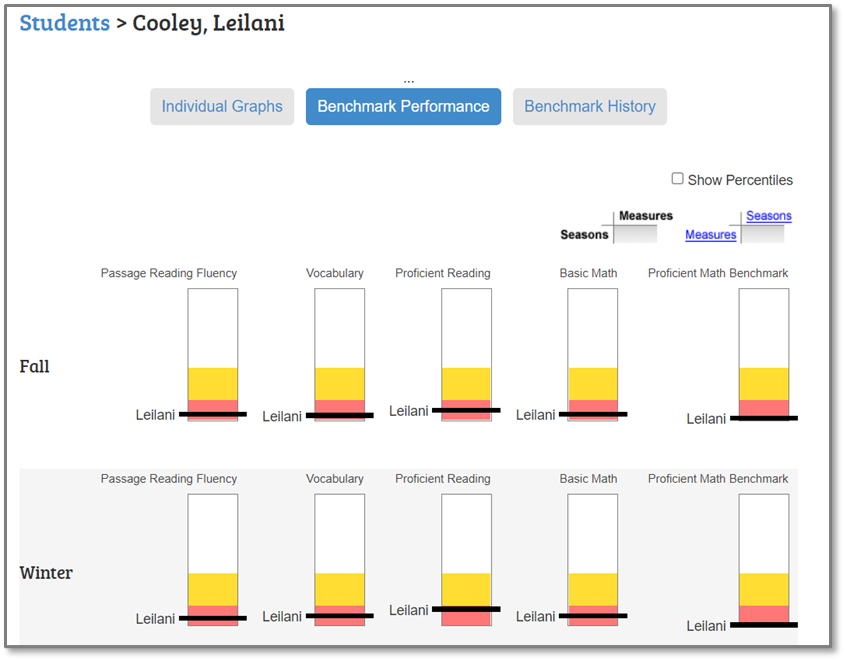 Students > Cooley, Leilani
...
Individual Graphs Benchmark Performance Benchmark History
Show Percentiles
Measures Seasons
Seasons Measures
Passage Reading Fluency Vocabulary Proficient Reading Basic Math Proficient Math Benchmark
Fall
Leilani Leilani Leilani Leilani Leilani
Passage Reading Fluency Vocabulary Proficient Reading Basic Math Proficient Math Benchmark
Winter
Leilani Leilani Leilani Leilani Leilani